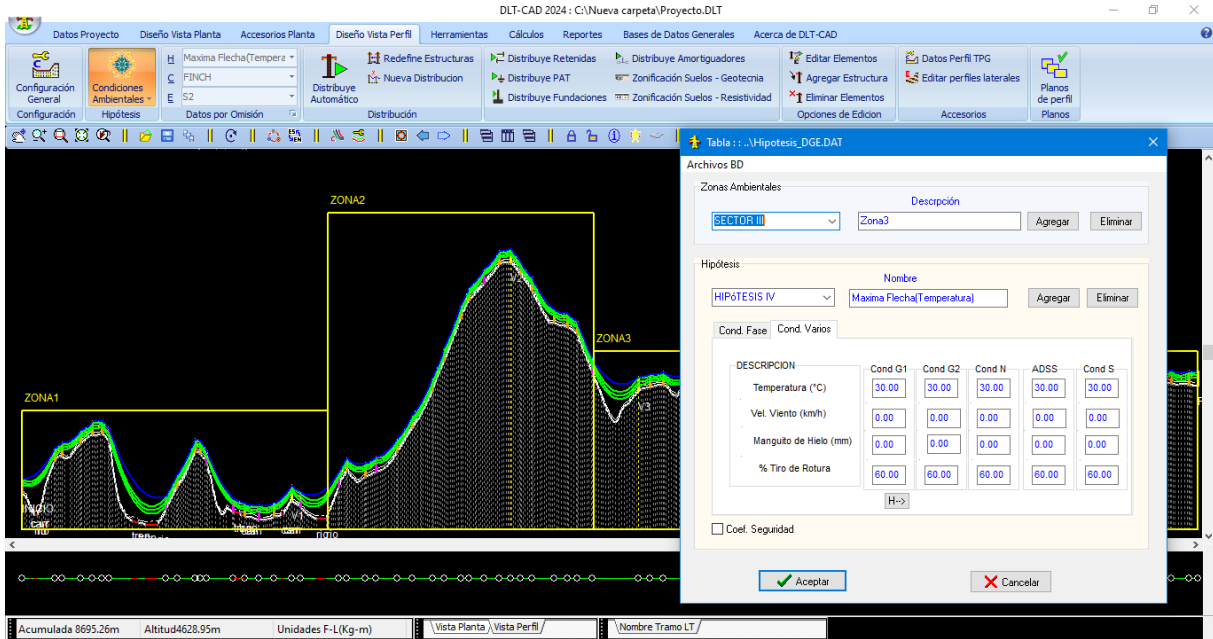 DLT-CAD 2024 : C:\Nueva carpeta\Proyecto.DLT
Datos Proyecto Diseño Vista Planta Accesorios Planta Diseño Vista Perfil Herramientas Cálculos Reportes Bases de Datos Generales Acerca de DLT-CAD
Configuración General
Configuración
Condiciones Ambientales
Hipótesis
H Maxima Flecha(Tempera
C FINCH
E S2
Datos por Omisión
Distribuye Automático
Redefine Estructuras
Nueva Distribucion
Distribuye Retenidas
Distribuye PAT
Distribuye Fundaciones
Distribuye Amortiguadores
Zonificación Suelos - Geotecnia
Zonificación Suelos - Resistividad
Distribución
Editar Elementos
Agregar Estructura
Eliminar Elementos
Opciones de Edicion
Datos Perfil TPG
Editar perfiles laterales
Accesorios
Planos de perfil
Planos
ZONA1
ZONA2
ZONA3
V3
INICIO
Tabla : : ..\Hipotesis_DGE.DAT
Archivos BD
Zonas Ambientales
Descrpción
SECTOR III Zona3 Agregar Eliminar
Hipótesis
Nombre
HIPóTESIS IV Maxima Flecha(Temperatura) Agregar Eliminar
Cond. Fase Cond. Varios
DESCRIPCION Cond G1 Cond G2 Cond N ADSS Cond S
Temperatura (°C) 30.00 30.00 30.00 30.00 30.00
Vel. Viento (km/h) 0.00 0.00 0.00 0.00 0.00
Manguito de Hielo (mm) 0.00 0.00 0.00 0.00 0.00
% Tiro de Rotura 60.00 60.00 60.00 60.00 60.00
H-->
Coef. Seguridad
Aceptar Cancelar
Acumulada 8695.26m Altitud4628.95m Unidades F-L(Kg-m) Vista Planta Vista Perfil Nombre Tramo LT